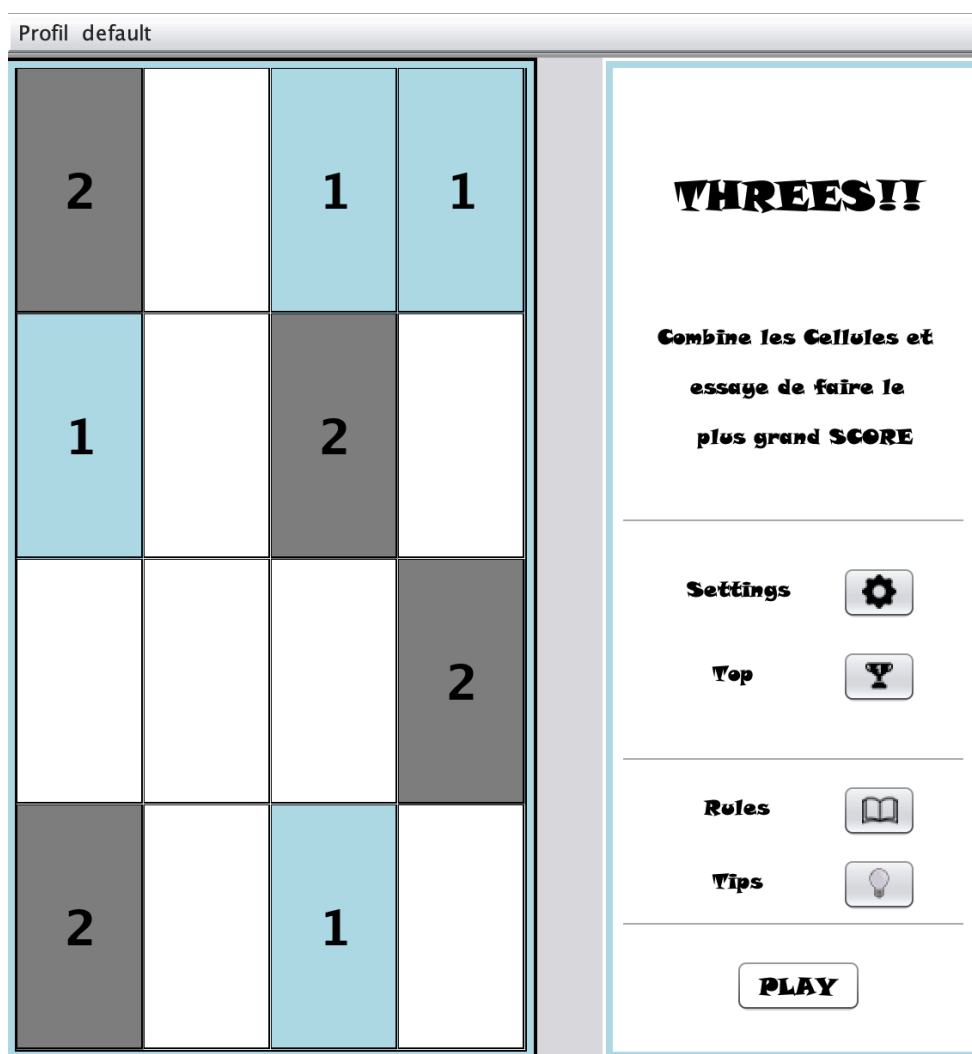 Profil default
2 1 1
1 2
2
2 1
THREES!!
Combine les Cellules et
essaye de faire le
plus grand SCORE
Settings
Top
Rules
Tips
PLAY